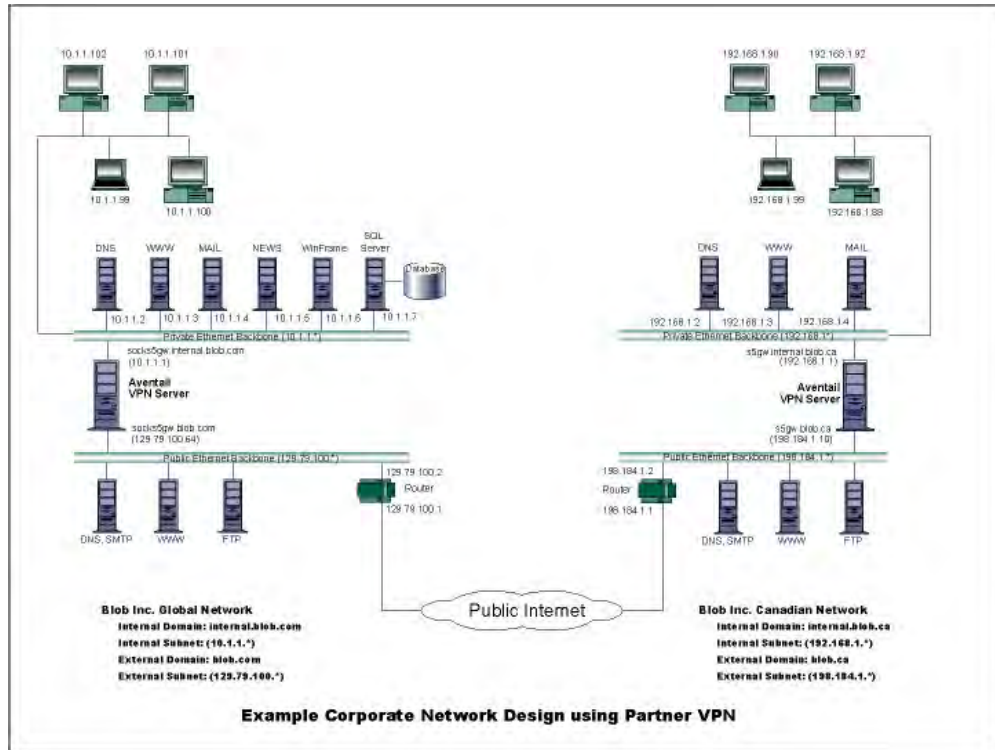 10.1.1.102
10.1.1.101
192.168.1.90
192.168.1.92
10.1.1.99
10.1.1.100
192.168.1.99
192.168.1.88
DNS
WWW
MAIL
NEWS
WinFrame
SQL
Server
Database
DNS
WWW
MAIL
10.1.1.2
10.1.1.3
10.1.1.4
10.1.1.5
10.1.1.6
10.1.1.7
192.168.1.2
192.168.1.3
192.168.1.4
Private Ethernet Backbone (10.1.1.*)
Private Ethernet Backbone (192.168.1*)
socks5gw.internal.blob.com
(10.1.1.1)
Aventail
VPN Server
socks5gw.blob.com
(129.79.100.64)
s5gw.internal.blob.ca
(192.168.1.1)
Aventail
VPN Server
s5gw.blob.ca
(198.184.1.10)
Public Ethernet Backbone (129.79.100.*)
Public Ethernet Backbone (198.184.1.*)
129.79.100.2
Router
129.79.100.1
198.184.1.2
Router
198.184.1.1
DNS, SMTP
WWW
FTP
DNS, SMTP
WWW
FTP
Public Internet
Blob Inc. Global Network
Internal Domain: internal.blob.com
Internal Subnet: (10.1.1.*)
External Domain: blob.com
External Subnet: (129.79.100.*)
Blob Inc. Canadian Network
Internal Domain: internal.blob.ca
Internal Subnet: (192.168.1.*)
External Domain: blob.ca
External Subnet: (198.184.1.*)
Example Corporate Network Design using Partner VPN